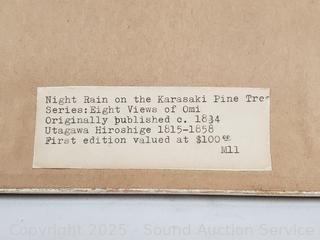 Night Rain on the Karasaki Pine Tree
Series:Eight Views of Omi
Originally published c. 1834
Utagawa Hiroshige 1815-1858
First edition valued at $100
M11
Copyright 2025 - Sound Auction Service